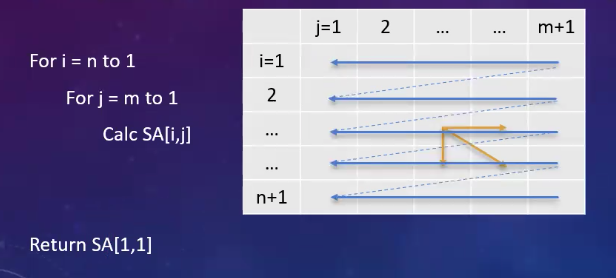 For i = n to 1
For j = m to 1
Calc SA[i,j]
Return SA[1,1]
j=1 2 ... ... m+1
i=1
2
...
...
n+1